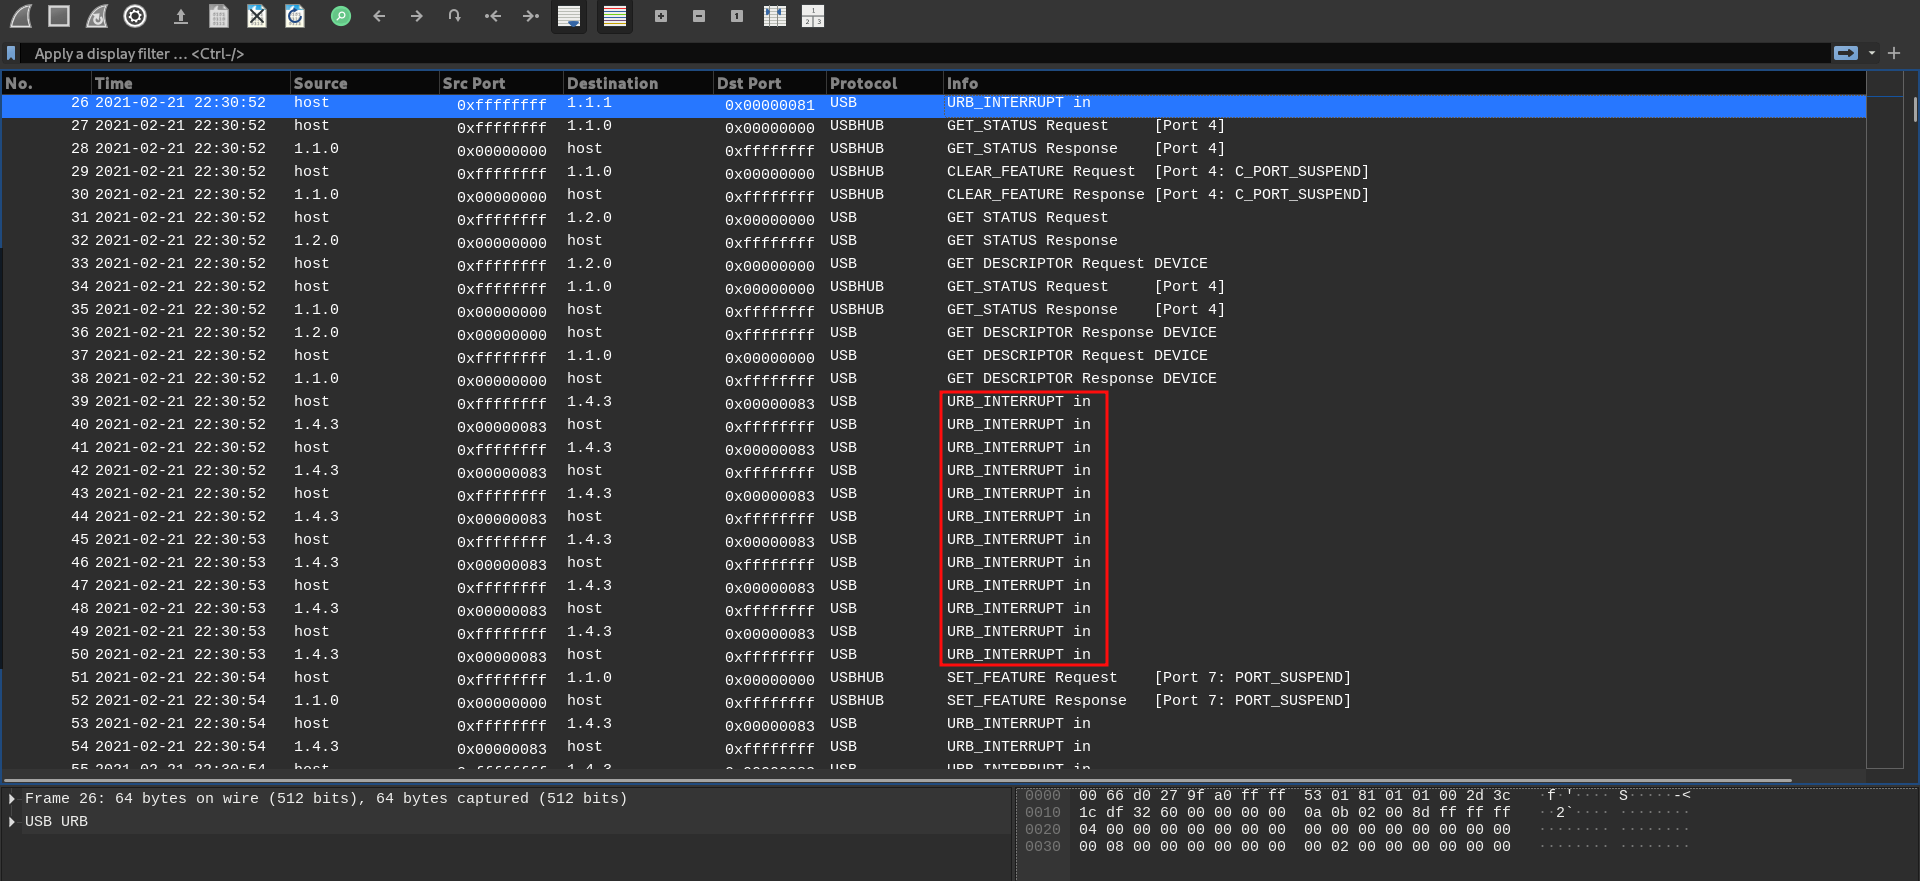 Apply a display filter … <Ctrl-/>
No. Time Source Src Port Destination Dst Port Protocol Info
26 2021-02-21 22:30:52 host 0xffffffff 1.1.1 0x00000081 USB URB_INTERRUPT in
27 2021-02-21 22:30:52 host 0xffffffff 1.1.0 0x00000000 USBHUB GET_STATUS Request [Port 4]
28 2021-02-21 22:30:52 1.1.0 0x00000000 host 0xffffffff USBHUB GET_STATUS Response [Port 4]
29 2021-02-21 22:30:52 host 0xffffffff 1.1.0 0x00000000 USBHUB CLEAR_FEATURE Request [Port 4: C_PORT_SUSPEND]
30 2021-02-21 22:30:52 1.1.0 0x00000000 host 0xffffffff USBHUB CLEAR_FEATURE Response [Port 4: C_PORT_SUSPEND]
31 2021-02-21 22:30:52 host 0xffffffff 1.2.0 0x00000000 USB GET STATUS Request
32 2021-02-21 22:30:52 1.2.0 0x00000000 host 0xffffffff USB GET STATUS Response
33 2021-02-21 22:30:52 host 0xffffffff 1.2.0 0x00000000 USB GET DESCRIPTOR Request DEVICE
34 2021-02-21 22:30:52 host 0xffffffff 1.1.0 0x00000000 USBHUB GET_STATUS Request [Port 4]
35 2021-02-21 22:30:52 1.1.0 0x00000000 host 0xffffffff USBHUB GET_STATUS Response [Port 4]
36 2021-02-21 22:30:52 1.2.0 0x00000000 host 0xffffffff USB GET DESCRIPTOR Response DEVICE
37 2021-02-21 22:30:52 host 0xffffffff 1.1.0 0x00000000 USB GET DESCRIPTOR Request DEVICE
38 2021-02-21 22:30:52 1.1.0 0x00000000 host 0xffffffff USB GET DESCRIPTOR Response DEVICE
39 2021-02-21 22:30:52 host 0xffffffff 1.4.3 0x00000083 USB URB_INTERRUPT in
40 2021-02-21 22:30:52 1.4.3 0x00000083 host 0xffffffff USB URB_INTERRUPT in
41 2021-02-21 22:30:52 host 0xffffffff 1.4.3 0x00000083 USB URB_INTERRUPT in
42 2021-02-21 22:30:52 1.4.3 0x00000083 host 0xffffffff USB URB_INTERRUPT in
43 2021-02-21 22:30:52 host 0xffffffff 1.4.3 0x00000083 USB URB_INTERRUPT in
44 2021-02-21 22:30:52 1.4.3 0x00000083 host 0xffffffff USB URB_INTERRUPT in
45 2021-02-21 22:30:53 host 0xffffffff 1.4.3 0x00000083 USB URB_INTERRUPT in
46 2021-02-21 22:30:53 1.4.3 0x00000083 host 0xffffffff USB URB_INTERRUPT in
47 2021-02-21 22:30:53 host 0xffffffff 1.4.3 0x00000083 USB URB_INTERRUPT in
48 2021-02-21 22:30:53 1.4.3 0x00000083 host 0xffffffff USB URB_INTERRUPT in
49 2021-02-21 22:30:53 host 0xffffffff 1.4.3 0x00000083 USB URB_INTERRUPT in
50 2021-02-21 22:30:53 1.4.3 0x00000083 host 0xffffffff USB URB_INTERRUPT in
51 2021-02-21 22:30:54 host 0xffffffff 1.1.0 0x00000000 USBHUB SET_FEATURE Request [Port 7: PORT_SUSPEND]
52 2021-02-21 22:30:54 1.1.0 0x00000000 host 0xffffffff USBHUB SET_FEATURE Response [Port 7: PORT_SUSPEND]
53 2021-02-21 22:30:54 host 0xffffffff 1.4.3 0x00000083 USB URB_INTERRUPT in
54 2021-02-21 22:30:54 1.4.3 0x00000083 host 0xffffffff USB URB_INTERRUPT in
Frame 26: 64 bytes on wire (512 bits), 64 bytes captured (512 bits)
USB URB
0000 00 66 d0 27 9f a0 ff ff 53 01 81 01 01 00 2d 3c ·f·'···· S·····-<
0010 1c df 32 60 00 00 00 00 0a 0b 02 00 8d ff ff ff ··2`···· ········
0020 04 00 00 00 00 00 00 00 00 00 00 00 00 00 00 00 ········ ········
0030 00 08 00 00 00 00 00 00 00 02 00 00 00 00 00 00 ········ ········